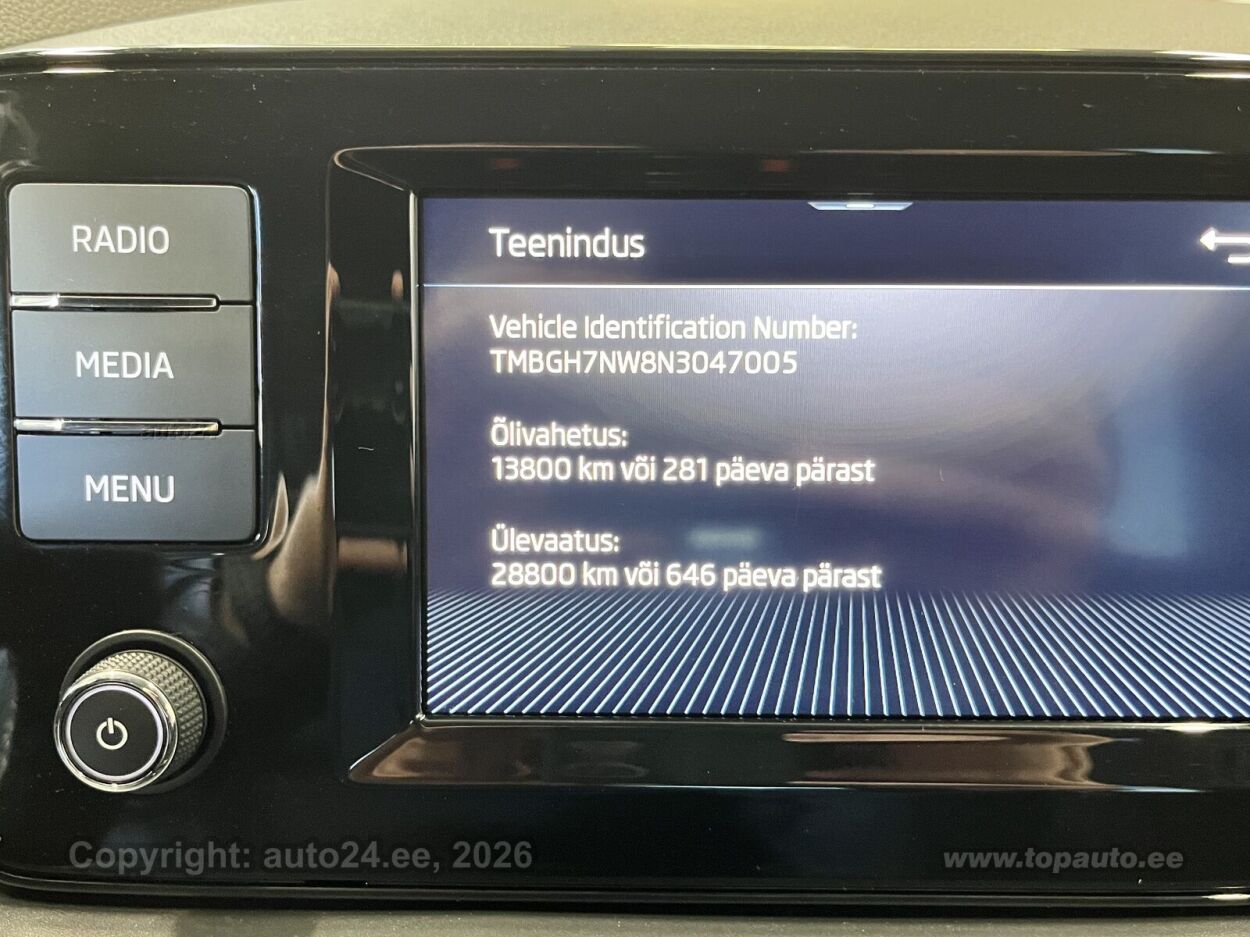 RADIO
MEDIA
MENU
Teenindus
Vehicle Identification Number:
TMBGH7NW8N3047005
Õlivahetus:
13800 km või 281 päeva pärast
Ülevaatus:
28800 km või 646 päeva pärast
Copyright: auto24.ee, 2026
www.topauto.ee